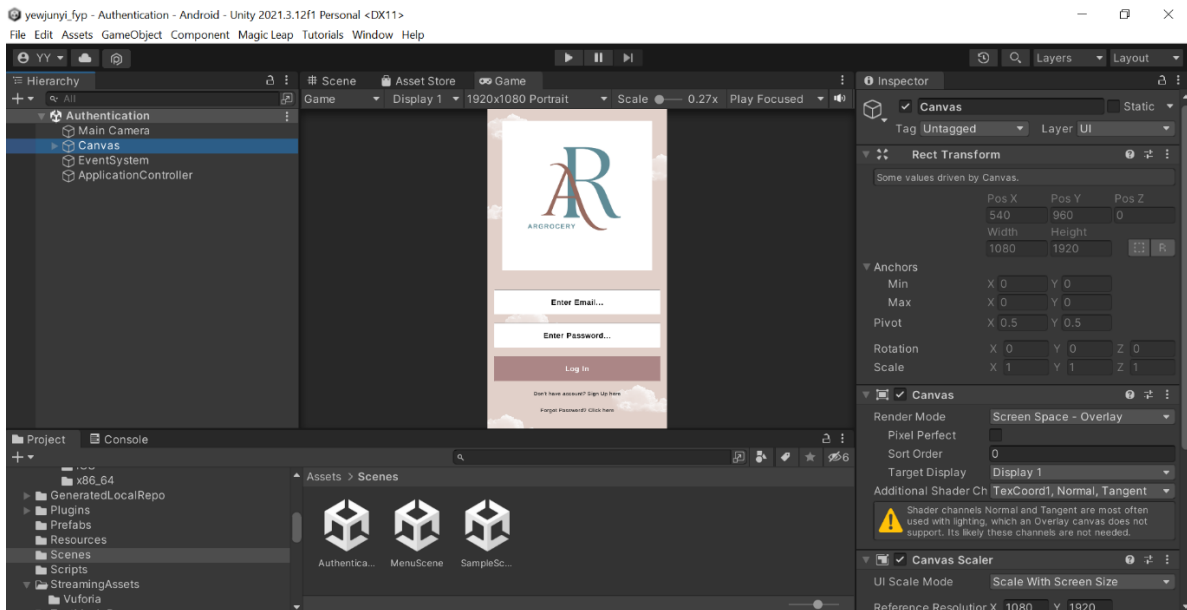 yewjunyi_fyp - Authentication - Android - Unity 2021.3.12f1 Personal <DX11>
File Edit Assets GameObject Component Magic Leap Tutorials Window Help
YY Layers Layout
Hierarchy
All
Authentication
Main Camera
Canvas
EventSystem
ApplicationController
Scene Asset Store Game
Game Display 1 1920x1080 Portrait Scale 0.27x Play Focused
AR
ARGROCERY
Enter Email...
Enter Password...
Log In
Don't have account? Sign Up here
Forgot Password? Click here
Inspector
Canvas Static
Tag Untagged Layer UI
Rect Transform
Some values driven by Canvas.
Pos X Pos Y Pos Z
540 960 0
Width Height
1080 1920
R
Anchors
Min X 0 Y 0
Max X 0 Y 0
Pivot X 0.5 Y 0.5
Rotation X 0 Y 0 Z 0
Scale X 1 Y 1 Z 1
Canvas
Render Mode Screen Space - Overlay
Pixel Perfect
Sort Order 0
Target Display Display 1
Additional Shader Ch TexCoord1, Normal, Tangent
Shader channels Normal and Tangent are most often
used with lighting, which an Overlay canvas does not
support. Its likely these channels are not needed.
Canvas Scaler
UI Scale Mode Scale With Screen Size
Reference Resolution X 1080 Y 1920
Project Console
6
x86_64
GeneratedLocalRepo
Plugins
Prefabs
Resources
Scenes
Scripts
StreamingAssets
Vuforia
Assets > Scenes
Authentica... MenuScene SampleSc...